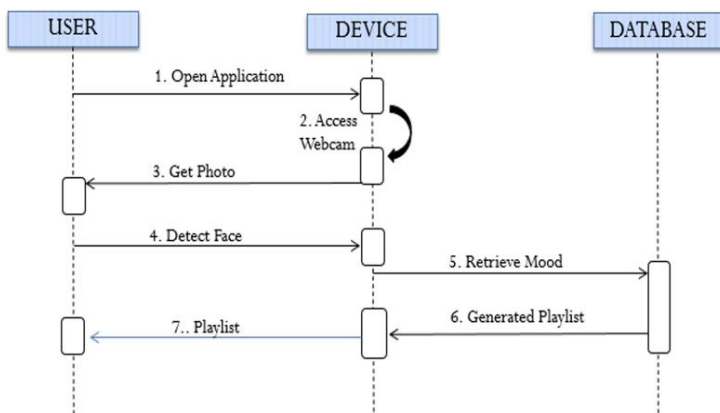 USER
DEVICE
DATABASE
1. Open Application
2. Access
Webcam
3. Get Photo
4. Detect Face
5. Retrieve Mood
6. Generated Playlist
7.. Playlist